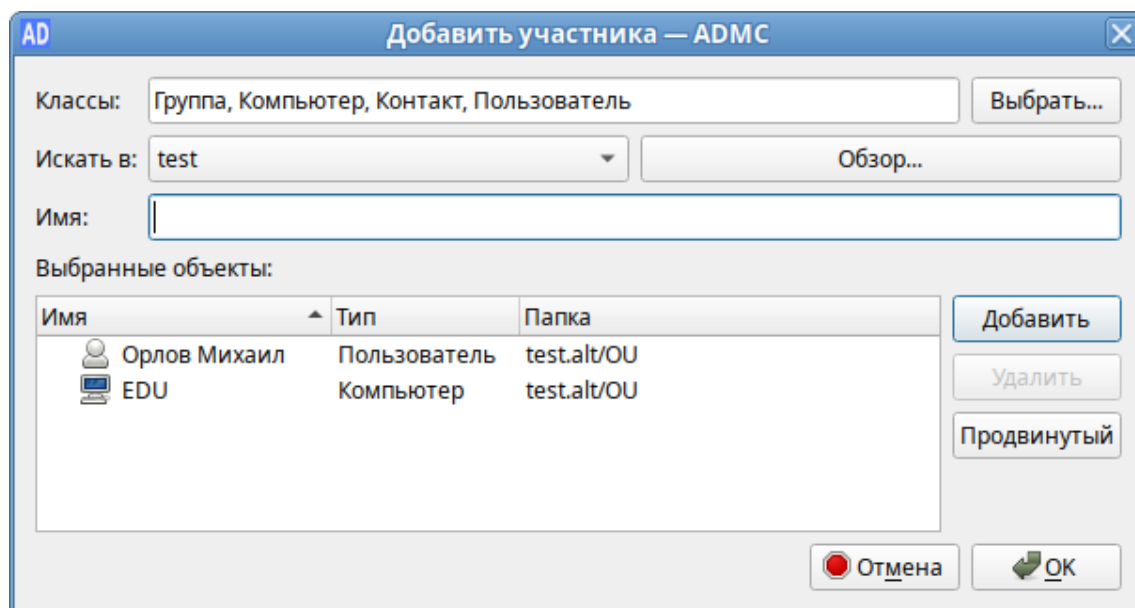 AD Добавить участника — ADMC
Классы: Группа, Компьютер, Контакт, Пользователь Выбрать...
Искать в: test Обзор...
Имя:
Выбранные объекты:
Имя Тип Папка Добавить
Орлов Михаил Пользователь test.alt/OU
EDU Компьютер test.alt/OU
Удалить
Продвинутый
Отмена OK